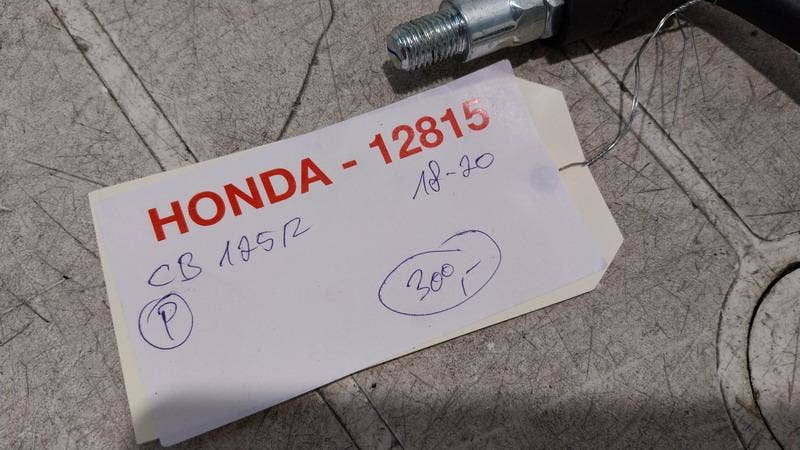 HONDA - 12815
18-20
CB 125R
P
300,-